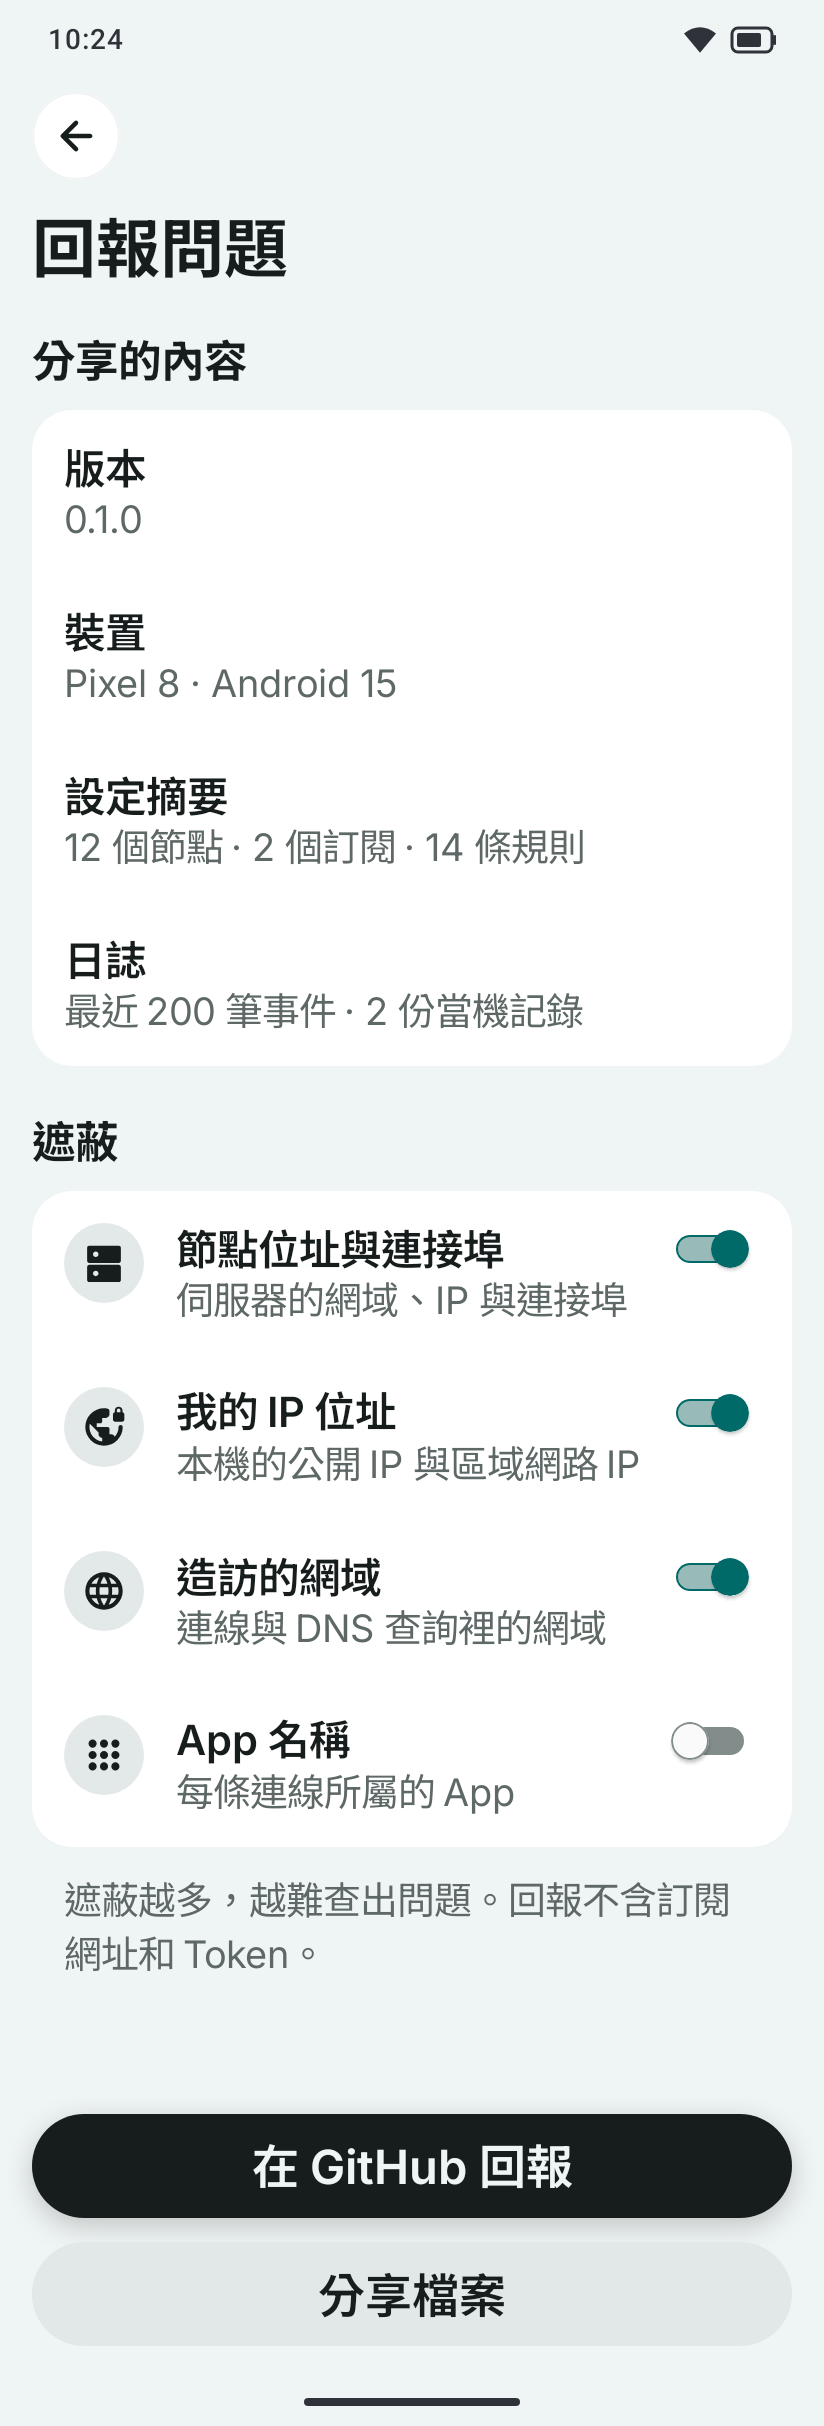 10:24
回報問題
分享的內容
版本
0.1.0
裝置
Pixel 8 · Android 15
設定摘要
12 個節點 · 2 個訂閱 · 14 條規則
日誌
最近 200 筆事件 · 2 份當機記錄
遮蔽
節點位址與連接埠
伺服器的網域、IP 與連接埠
我的 IP 位址
本機的公開 IP 與區域網路 IP
造訪的網域
連線與 DNS 查詢裡的網域
App 名稱
每條連線所屬的 App
遮蔽越多，越難查出問題。回報不含訂閱
網址和 Token。
在 GitHub 回報
分享檔案